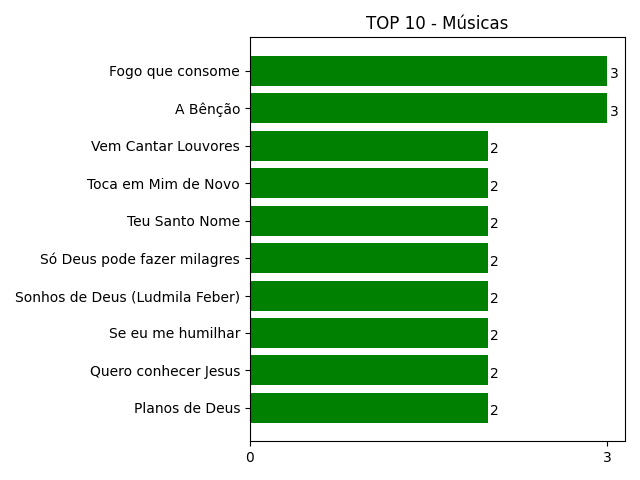 TOP 10 - Músicas
Fogo que consome 3
A Bênção 3
Vem Cantar Louvores 2
Toca em Mim de Novo 2
Teu Santo Nome 2
Só Deus pode fazer milagres 2
Sonhos de Deus (Ludmila Feber) 2
Se eu me humilhar 2
Quero conhecer Jesus 2
Planos de Deus 2
0 3